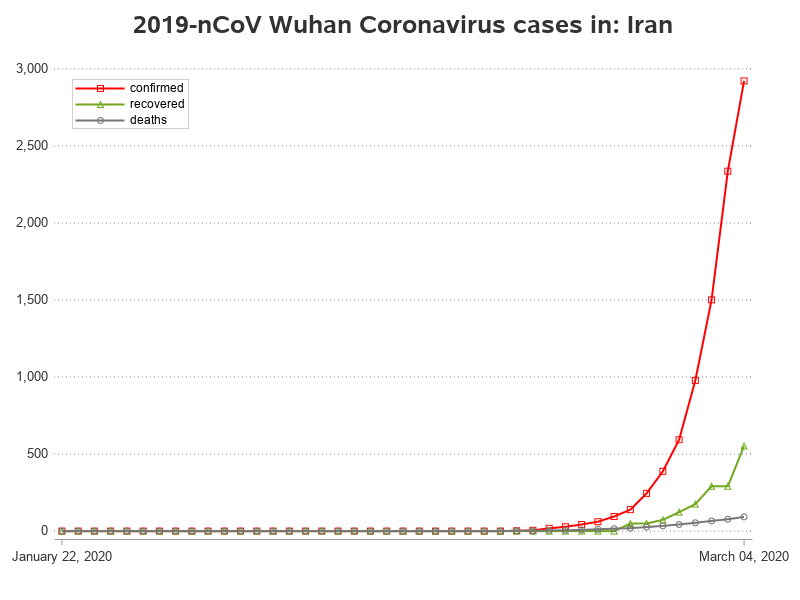 2019-nCoV Wuhan Coronavirus cases in: Iran
3,000
confirmed
recovered
deaths
2,500
2,000
1,500
1,000
500
0
January 22, 2020
March 04, 2020